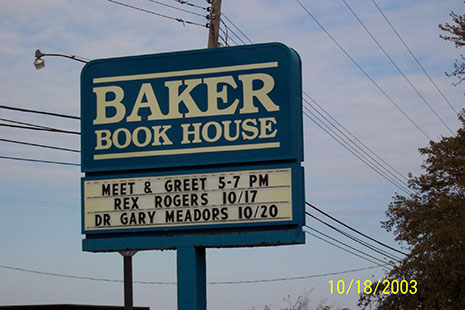 BAKER
BOOK HOUSE
MEET & GREET 5-7 PM
REX ROGERS 10/17
DR GARY MEADORS 10/20
10/18/2003